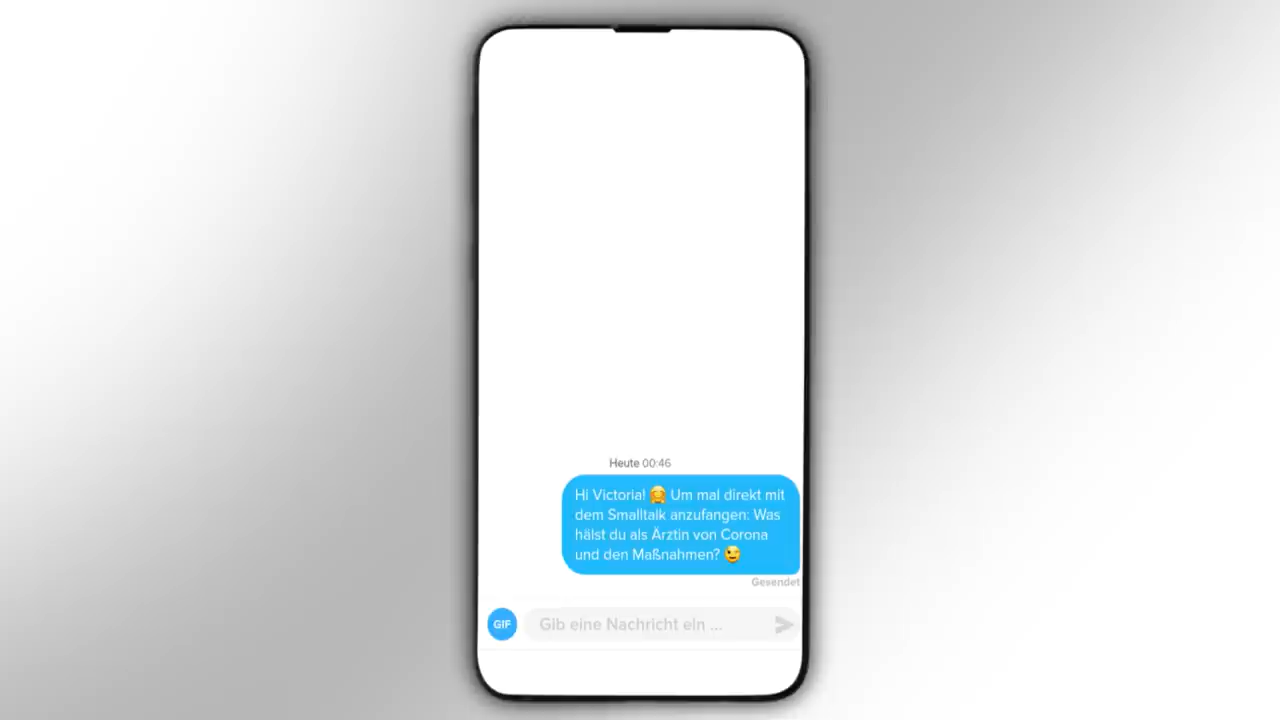 Heute 00:46
Hi Victoria! 🤗 Um mal direkt mit
dem Smalltalk anzufangen: Was
hälst du als Ärztin von Corona
und den Maßnahmen? 😉
Gesendet
GIF Gib eine Nachricht ein ...